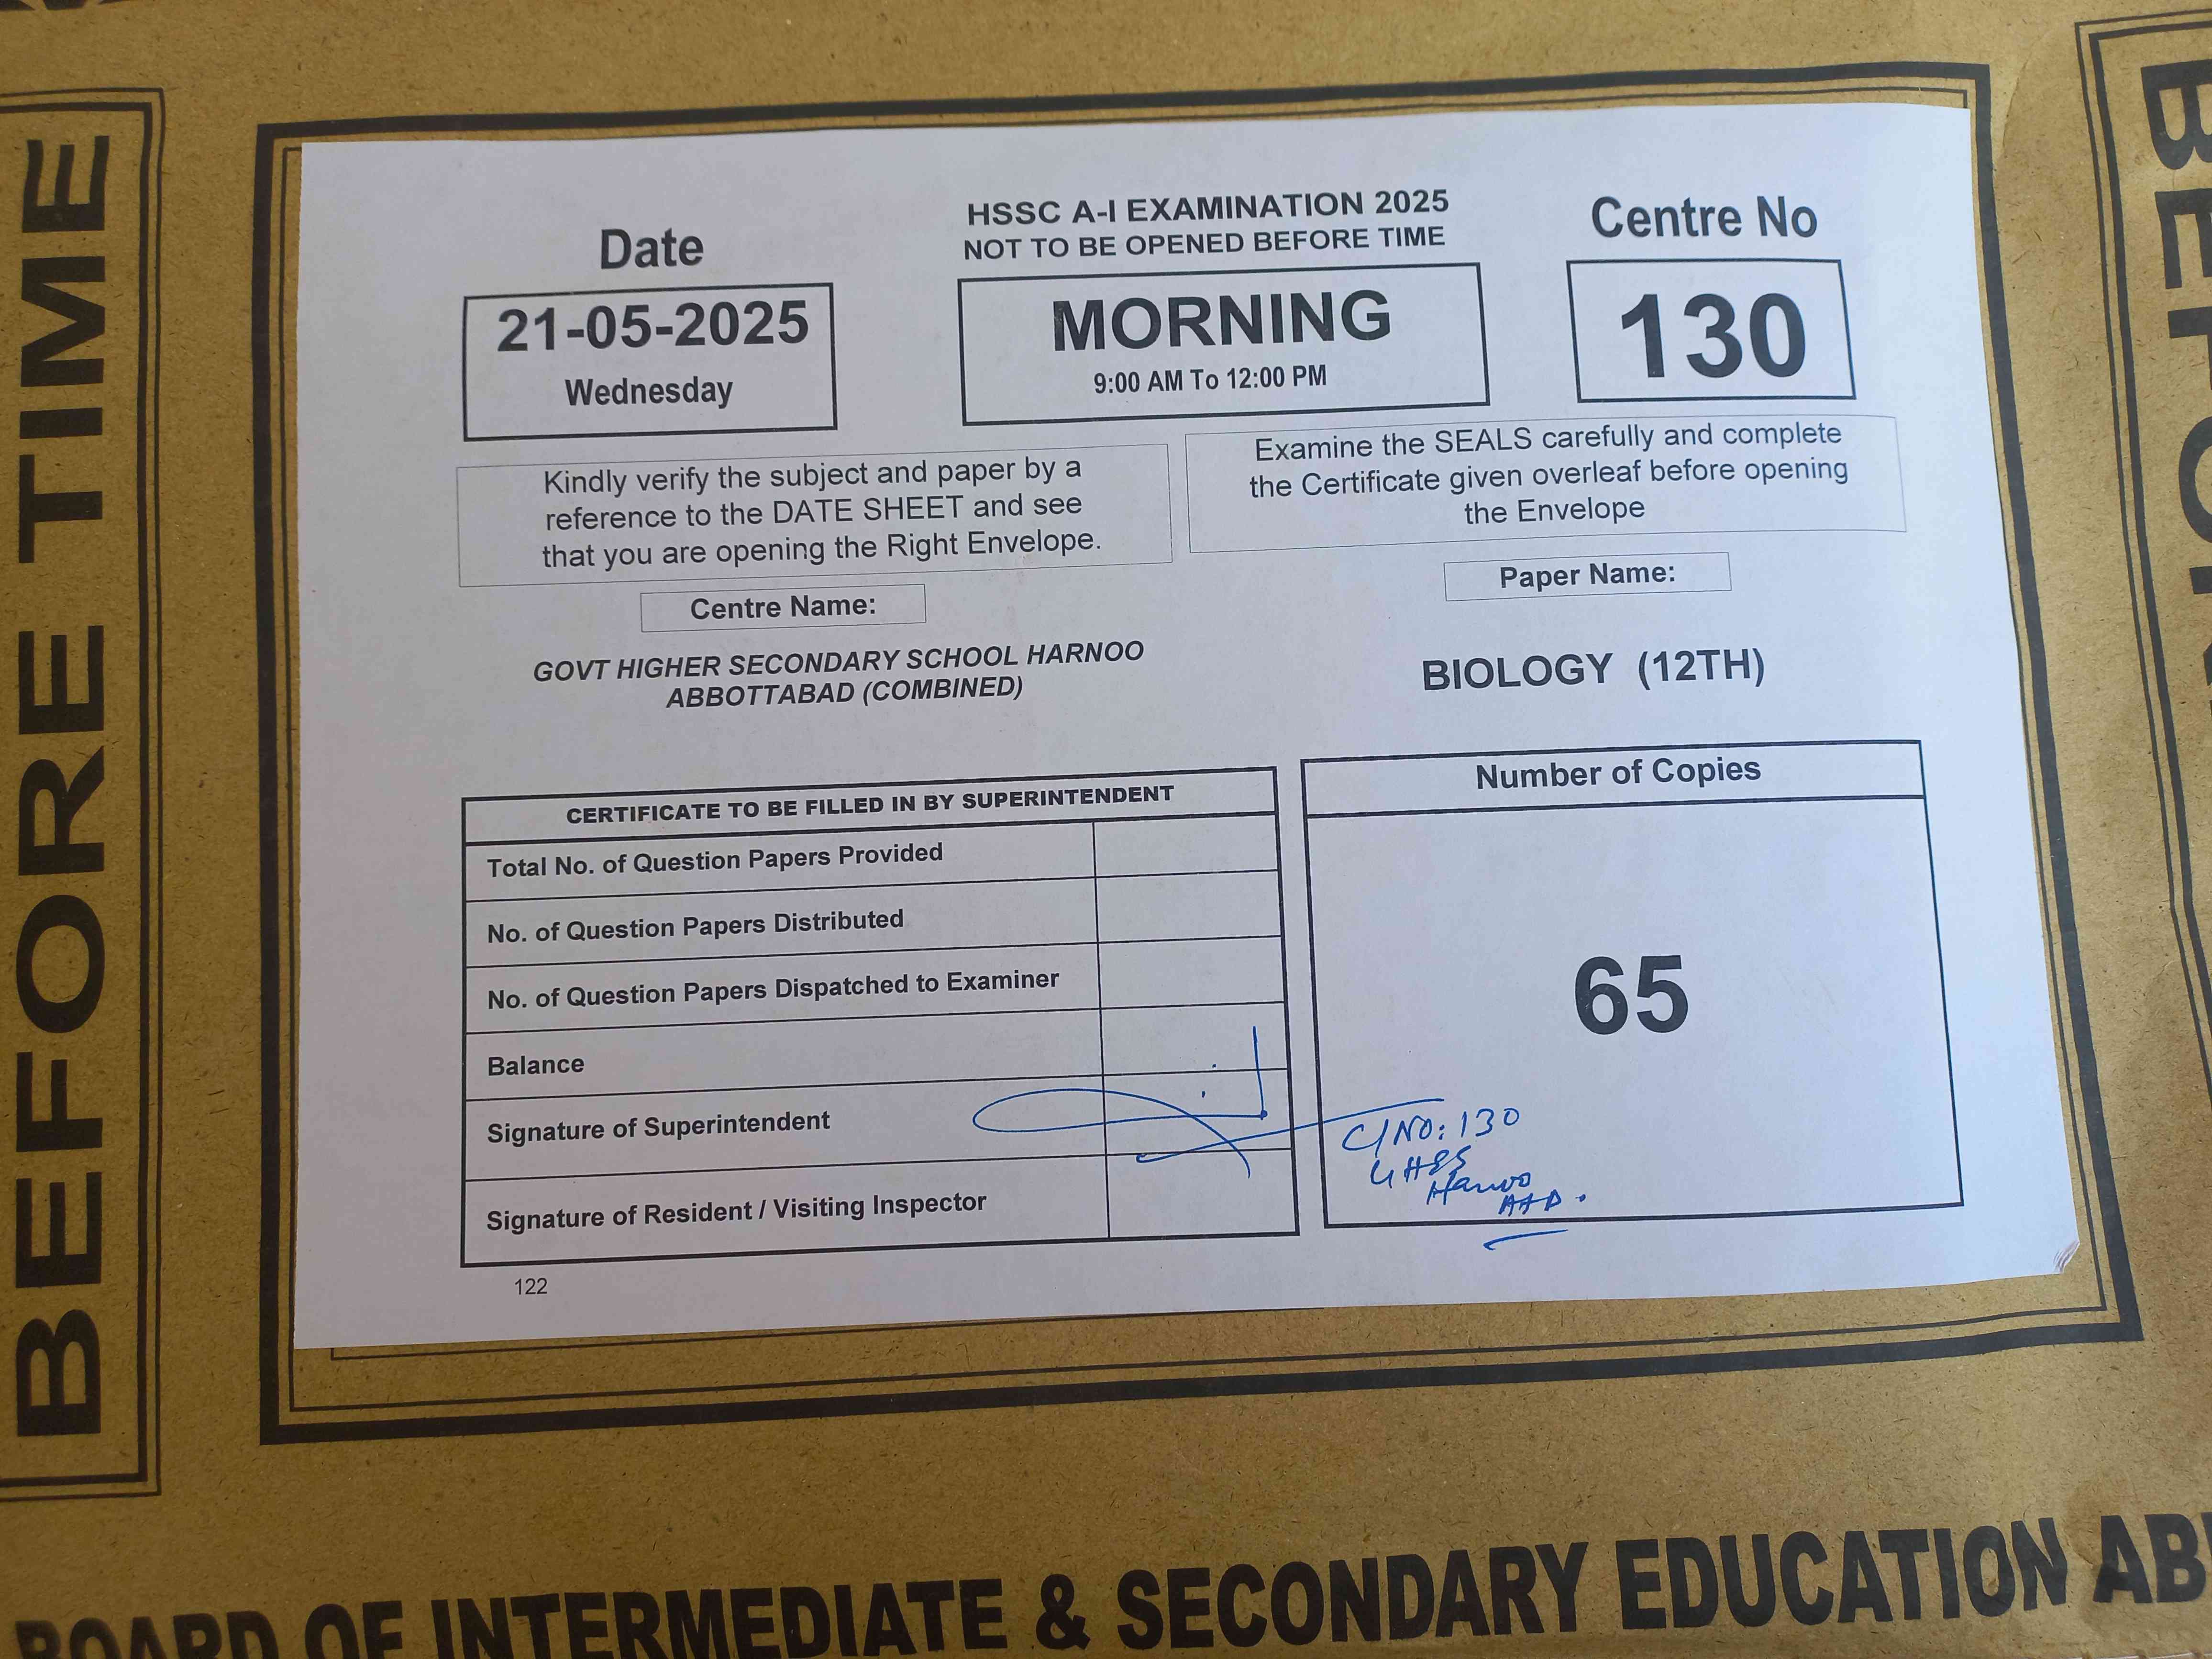 BEFORE TIME
HSSC A-I EXAMINATION 2025
NOT TO BE OPENED BEFORE TIME
Date
21-05-2025
Wednesday
MORNING
9:00 AM To 12:00 PM
Centre No
130
Kindly verify the subject and paper by a
reference to the DATE SHEET and see
that you are opening the Right Envelope.
Examine the SEALS carefully and complete
the Certificate given overleaf before opening
the Envelope
Centre Name:
GOVT HIGHER SECONDARY SCHOOL HARNOO
ABBOTTABAD (COMBINED)
Paper Name:
BIOLOGY (12TH)
CERTIFICATE TO BE FILLED IN BY SUPERINTENDENT
Total No. of Question Papers Provided
No. of Question Papers Distributed
No. of Question Papers Dispatched to Examiner
Balance
Signature of Superintendent
Signature of Resident / Visiting Inspector
122
Number of Copies
65
C/NO: 130
GHSS
Harnoo
ATD.
BEFOR
BOARD OF INTERMEDIATE & SECONDARY EDUCATION AB